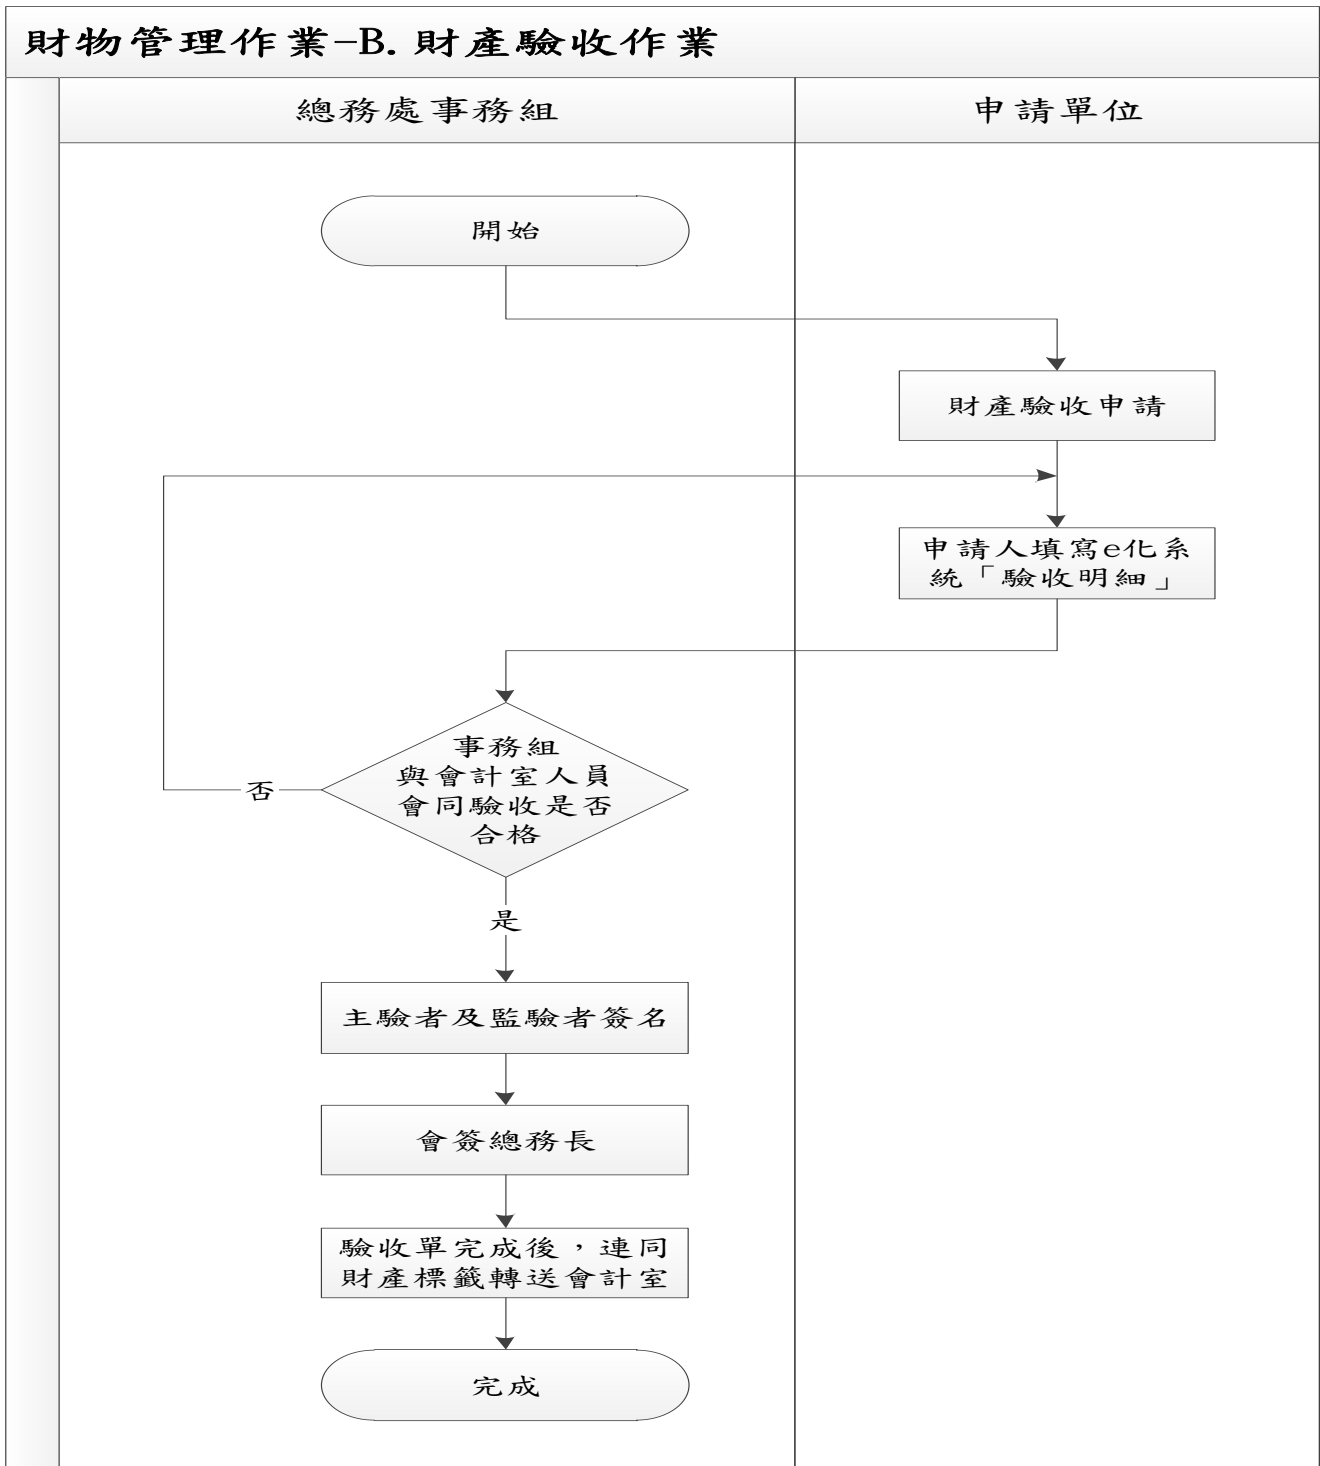 財物管理作業-B.財產驗收作業
總務處事務組
申請單位
開始
財產驗收申請
申請人填寫e化系
統「驗收明細」
事務組
與會計室人員
會同驗收是否
合格
否
是
主驗者及監驗者簽名
會簽總務長
驗收單完成後，連同
財產標籤轉送會計室
完成